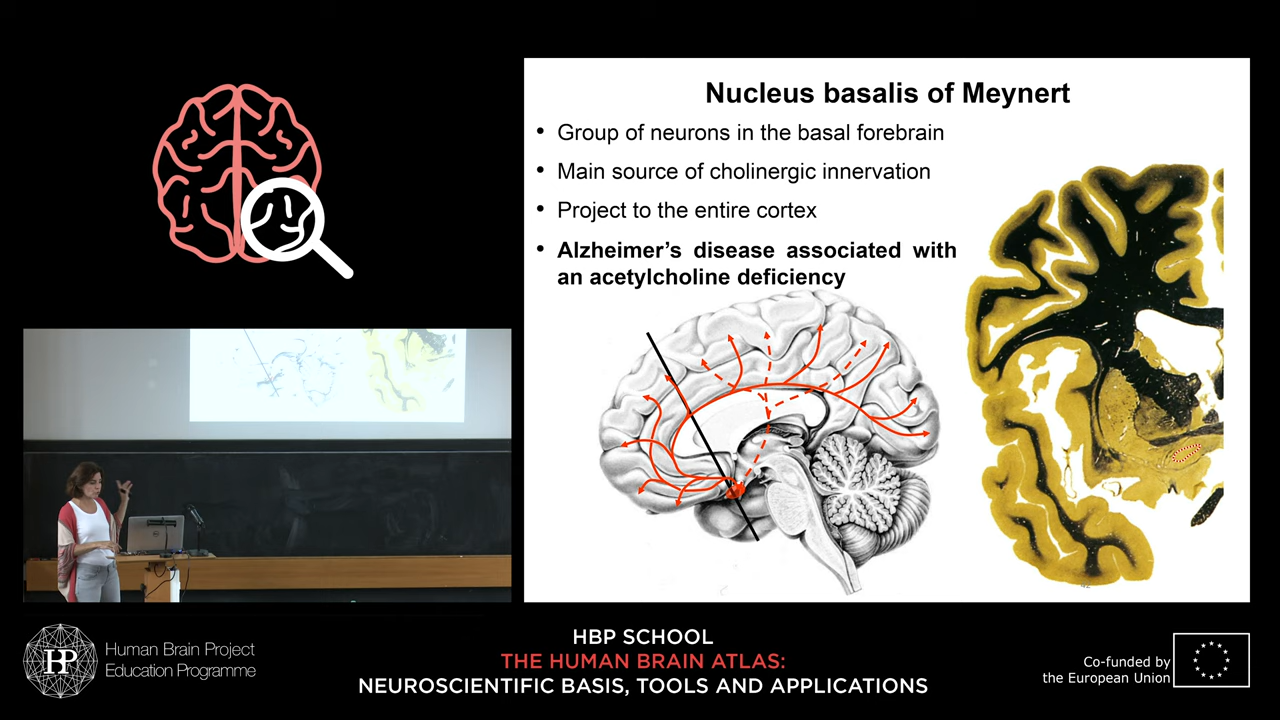 Nucleus basalis of Meynert
• Group of neurons in the basal forebrain
• Main source of cholinergic innervation
• Project to the entire cortex
• Alzheimer's disease associated with
an acetylcholine deficiency
HBP
Human Brain Project
Education Programme
HBP SCHOOL
THE HUMAN BRAIN ATLAS:
NEUROSCIENTIFIC BASIS, TOOLS AND APPLICATIONS
Co-funded by
the European Union